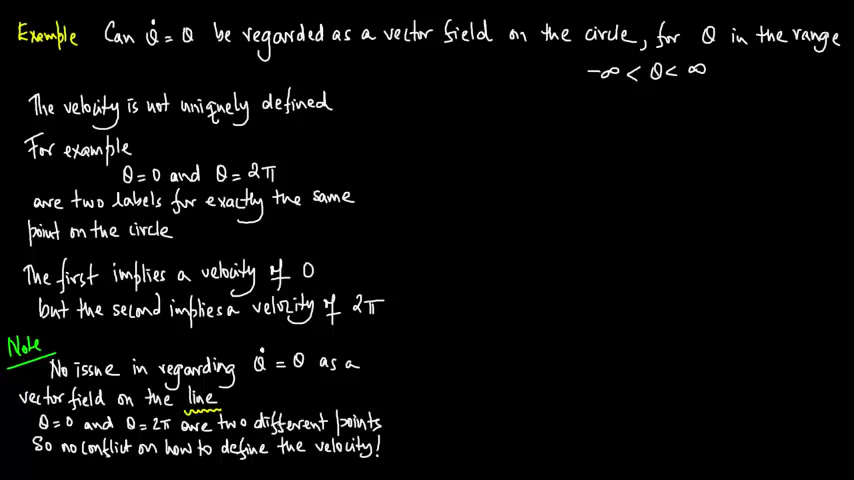 Example Can θ̇ = θ be regarded as a vector field on the circle, for θ in the range
-∞ < θ < ∞
The velocity is not uniquely defined
For example
θ=0 and θ=2π
are two labels for exactly the same
point on the circle
The first implies a velocity of 0
but the second implies a velocity of 2π
Note
No issue in regarding θ̇ = θ as a
vector field on the line
θ=0 and θ=2π are two different points
So no conflict on how to define the velocity!